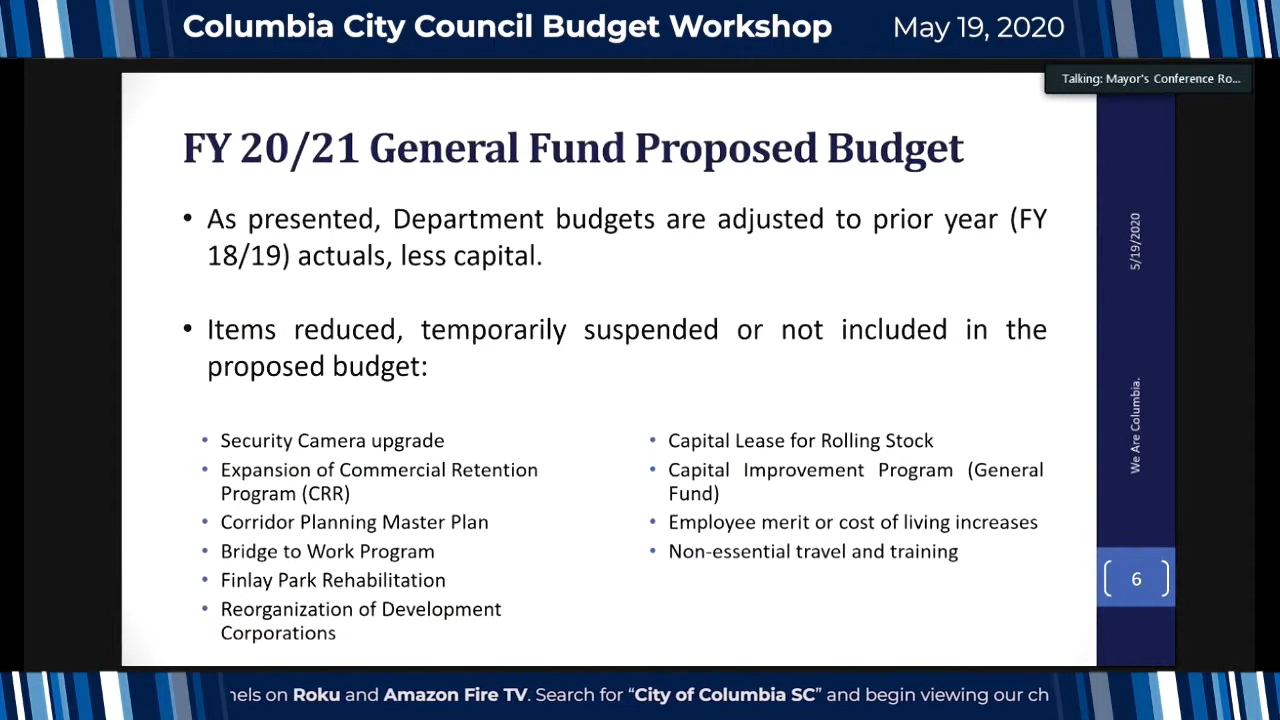 Columbia City Council Budget Workshop May 19, 2020
Talking: Mayor's Conference Ro...
FY 20/21 General Fund Proposed Budget
• As presented, Department budgets are adjusted to prior year (FY
18/19) actuals, less capital.
• Items reduced, temporarily suspended or not included in the
proposed budget:
• Security Camera upgrade
• Expansion of Commercial Retention
Program (CRR)
• Corridor Planning Master Plan
• Bridge to Work Program
• Finlay Park Rehabilitation
• Reorganization of Development
Corporations
• Capital Lease for Rolling Stock
• Capital Improvement Program (General
Fund)
• Employee merit or cost of living increases
• Non-essential travel and training
5/19/2020
We Are Columbia.
6
nels on Roku and Amazon Fire TV. Search for “City of Columbia SC” and begin viewing our ch